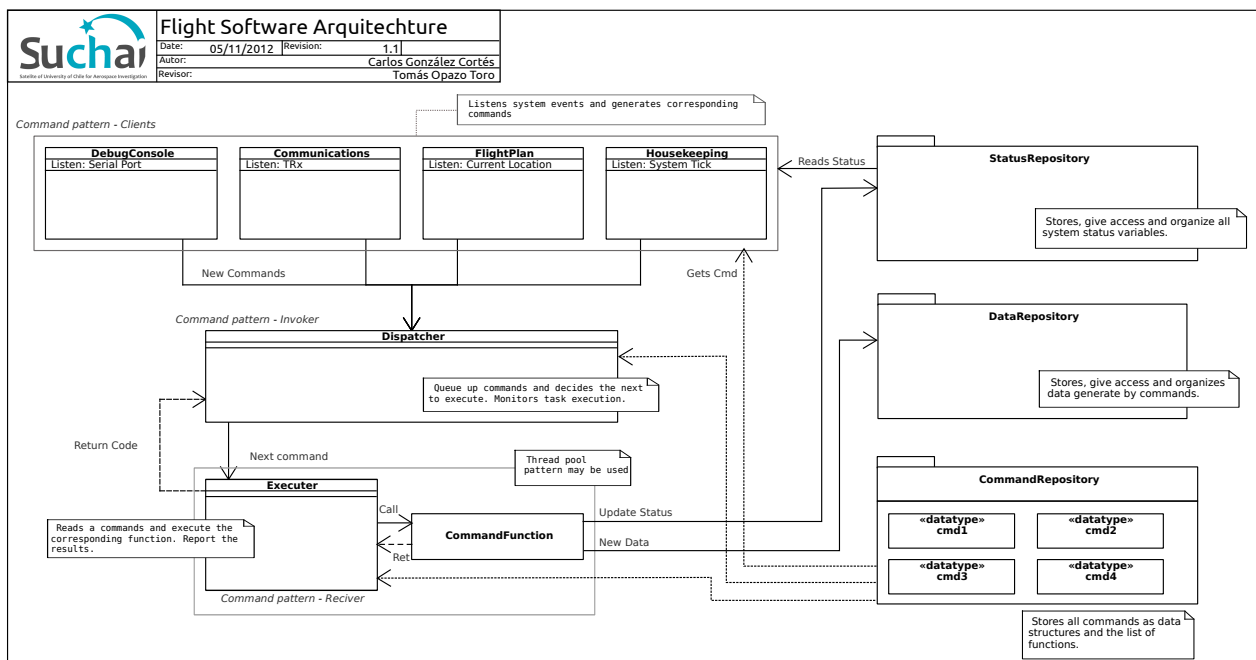 Suchai
Satelite of University of Chile for Aerospace Investigation
Flight Software Arquitechture
Date: 05/11/2012 Revision: 1.1
Autor: Carlos González Cortés
Revisor: Tomás Opazo Toro
Listens system events and generates corresponding
commands
Command pattern - Clients
DebugConsole
Listen: Serial Port
Communications
Listen: TRx
FlightPlan
Listen: Current Location
Housekeeping
Listen: System Tick
Reads Status
StatusRepository
Stores, give access and organize all
system status variables.
New Commands
Gets Cmd
Command pattern - Invoker
Dispatcher
Queue up commands and decides the next
to execute. Monitors task execution.
DataRepository
Stores, give access and organizes
data generate by commands.
Return Code
Next command
Thread pool
pattern may be used
Executer
Reads a commands and execute the
corresponding function. Report the
results.
Call
Ret
CommandFunction
Update Status
New Data
Command pattern - Reciver
CommandRepository
«datatype»
cmd1
«datatype»
cmd2
«datatype»
cmd3
«datatype»
cmd4
Stores all commands as data
structures and the list of
functions.